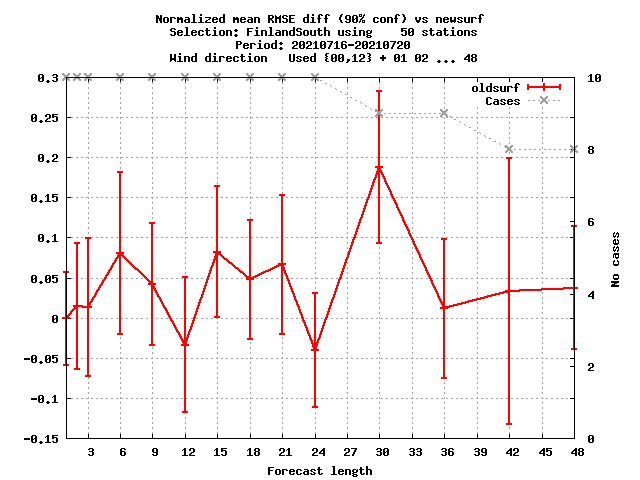 Normalized mean RMSE diff (90% conf) vs newsurf
Selection: FinlandSouth using    50 stations
Period: 20210716-20210720
Wind direction   Used {00,12} + 01 02 ... 48
oldsurf
Cases
0,3
0,25
0,2
0,15
0,1
0,05
0
-0,05
-0,1
-0,15
10
8
6
4
2
0
No cases
3 6 9 12 15 18 21 24 27 30 33 36 39 42 45 48
Forecast length